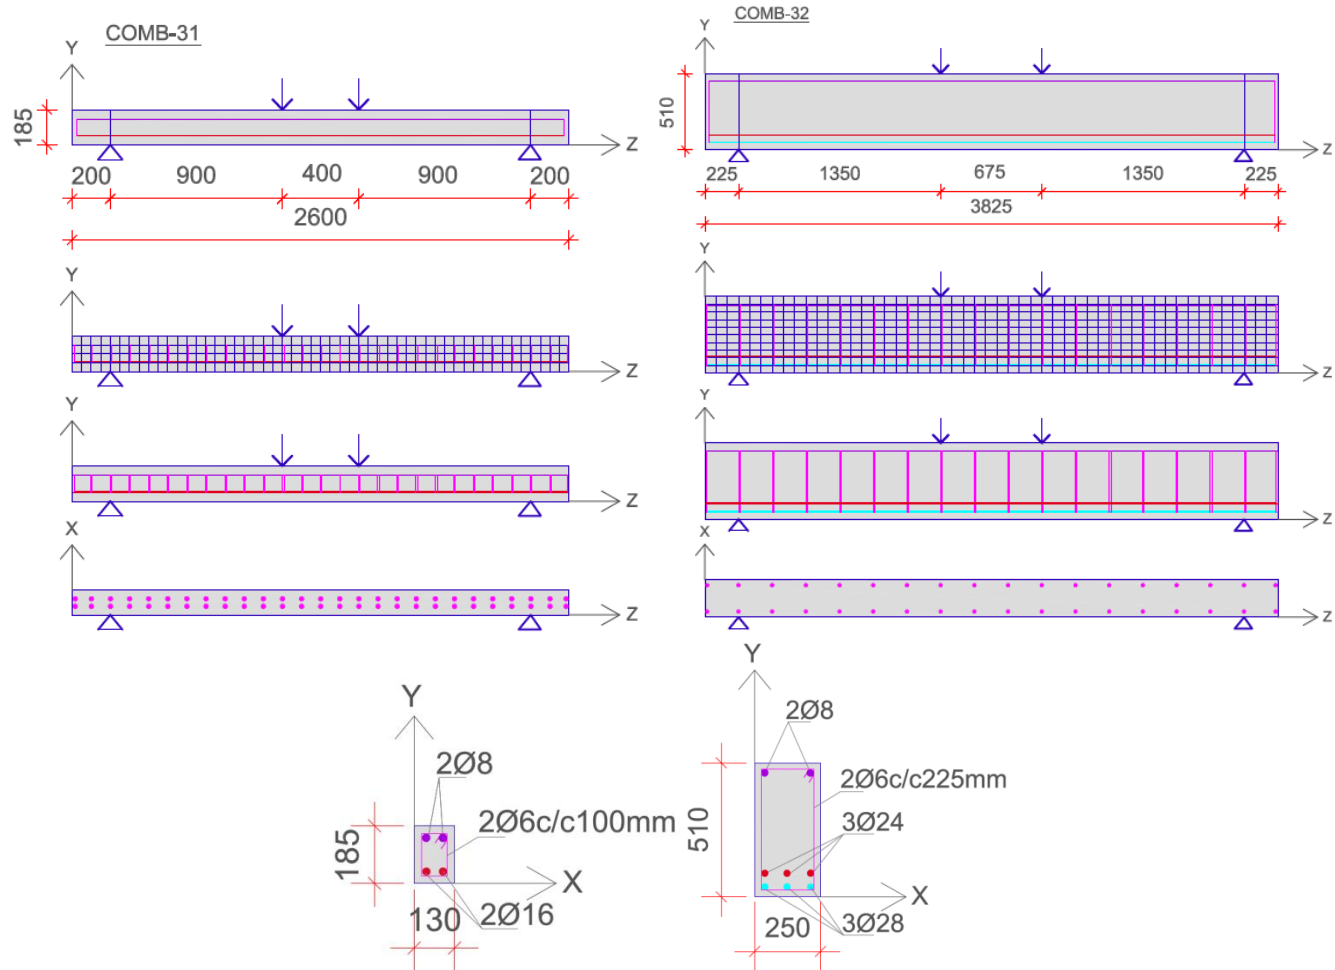 COMB-31
Y
185
Z
200 900 400 900 200
2600
Y
Z
Y
Z
X
Z
COMB-32
Y
510
Z
225 1350 675 1350 225
3825
Y
Z
Y
Z
X
Z
Y
2Ø8
2Ø6c/c100mm
185
X
130 2Ø16
Y
2Ø8
2Ø6c/c225mm
510
3Ø24
X
250
3Ø28